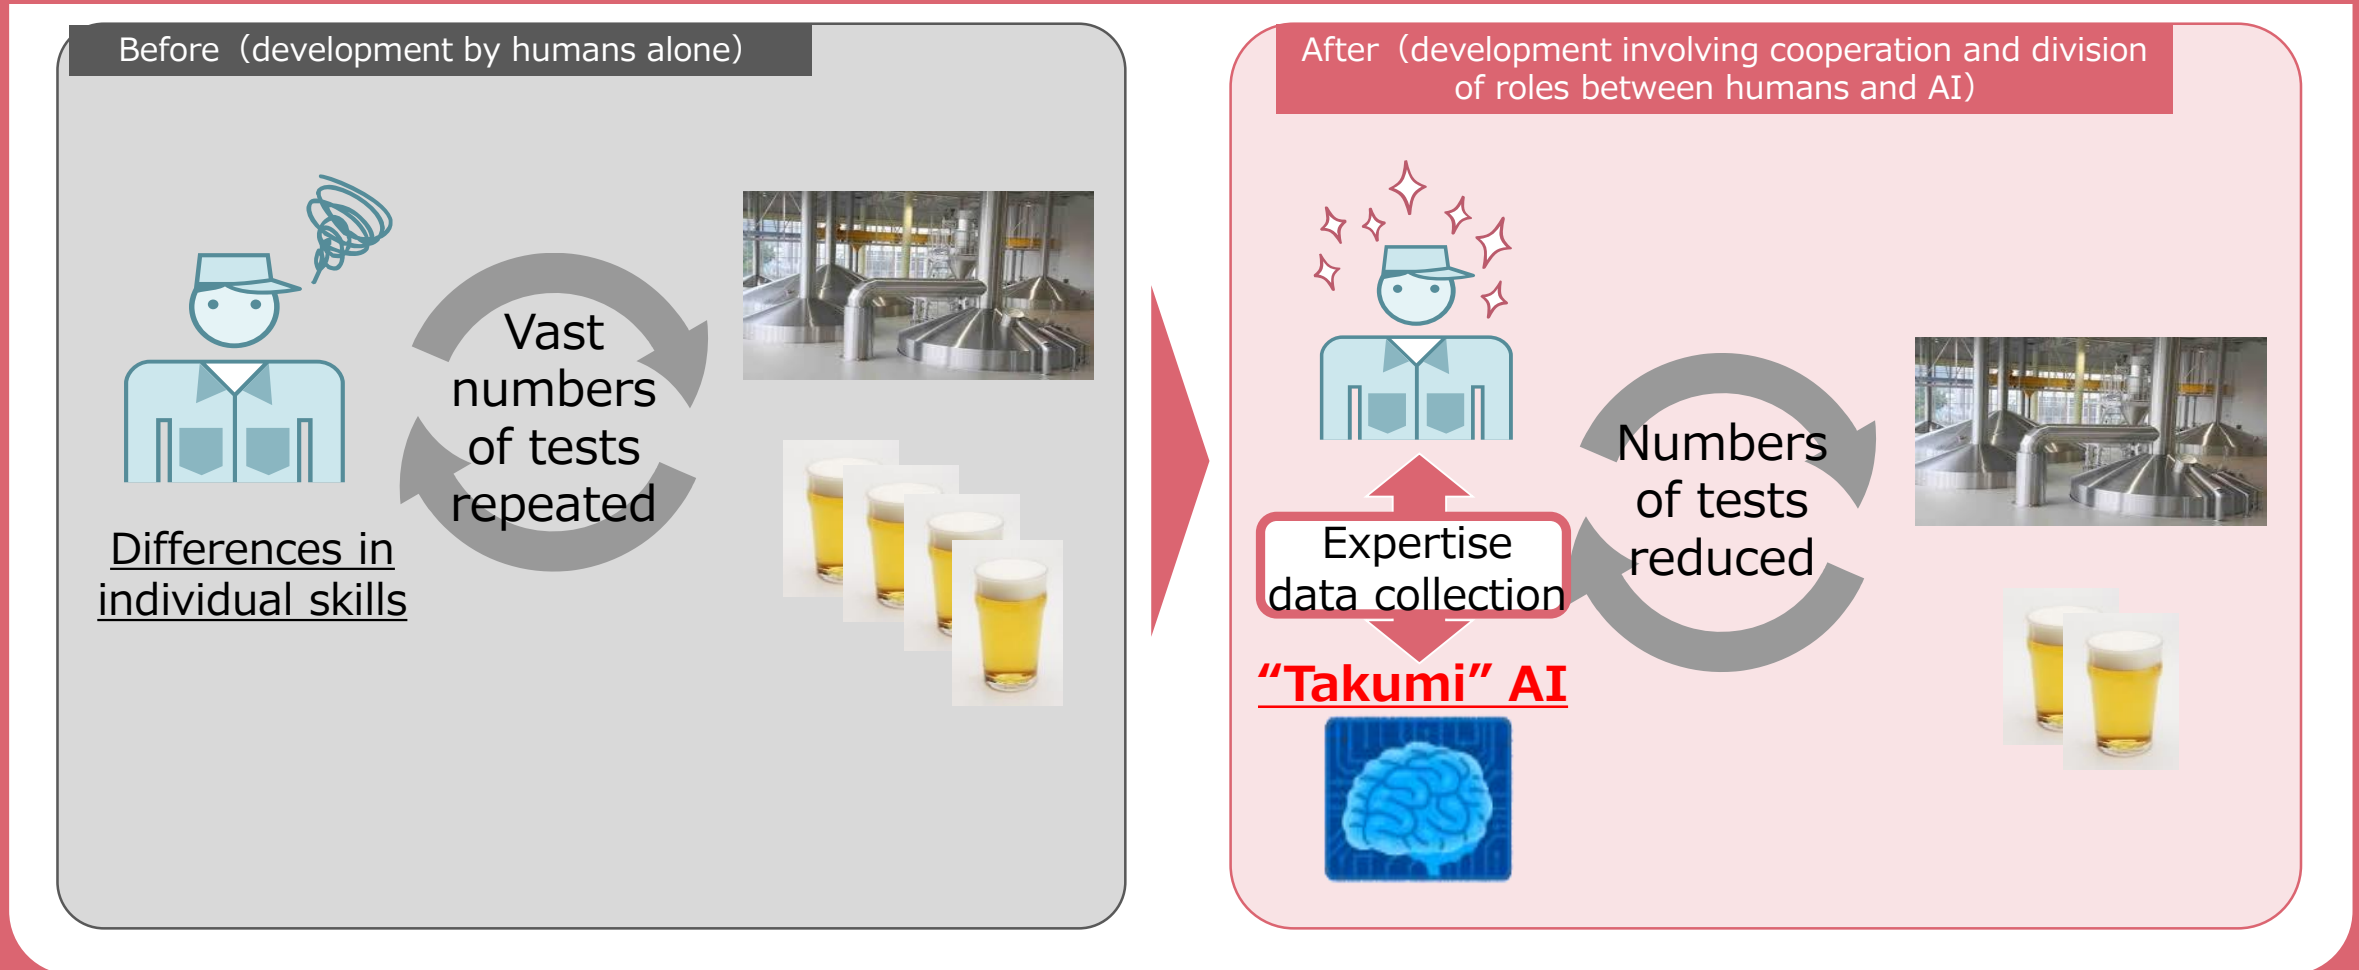 Before（development by humans alone）
Vast
numbers
of tests
repeated
Differences in
individual skills
After（development involving cooperation and division
of roles between humans and AI）
Numbers
of tests
reduced
Expertise
data collection
“Takumi” AI